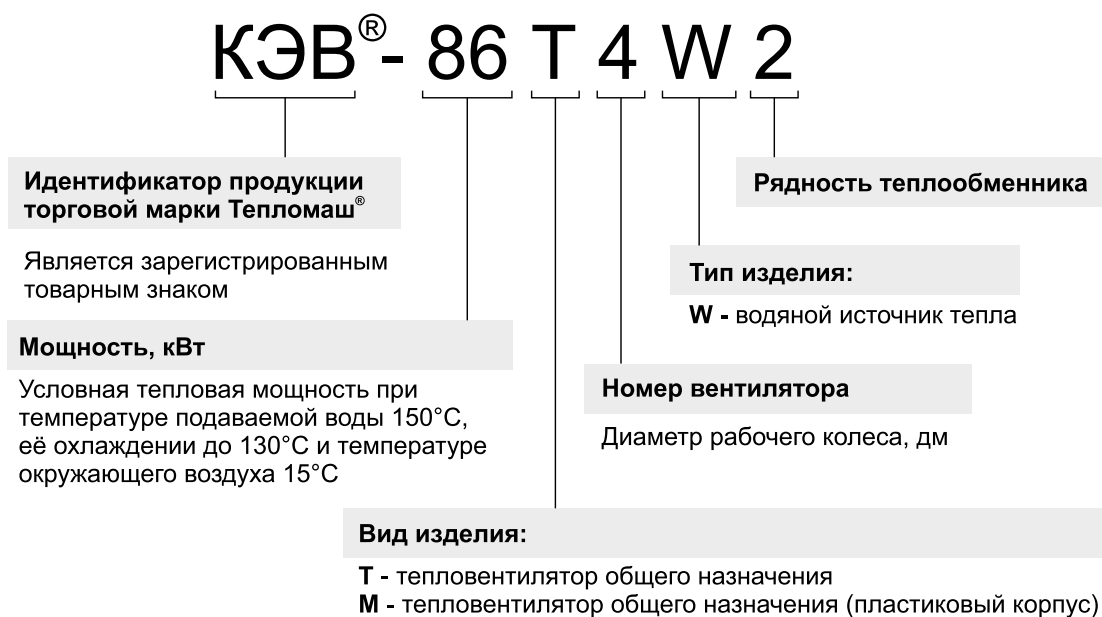 КЭВ®- 86 Т 4 W 2
Идентификатор продукции
торговой марки Тепломаш®
Является зарегистрированным
товарным знаком
Рядность теплообменника
Тип изделия:
W - водяной источник тепла
Мощность, кВт
Условная тепловая мощность при
температуре подаваемой воды 150°С,
её охлаждении до 130°С и температуре
окружающего воздуха 15°С
Номер вентилятора
Диаметр рабочего колеса, дм
Вид изделия:
Т - тепловентилятор общего назначения
М - тепловентилятор общего назначения (пластиковый корпус)